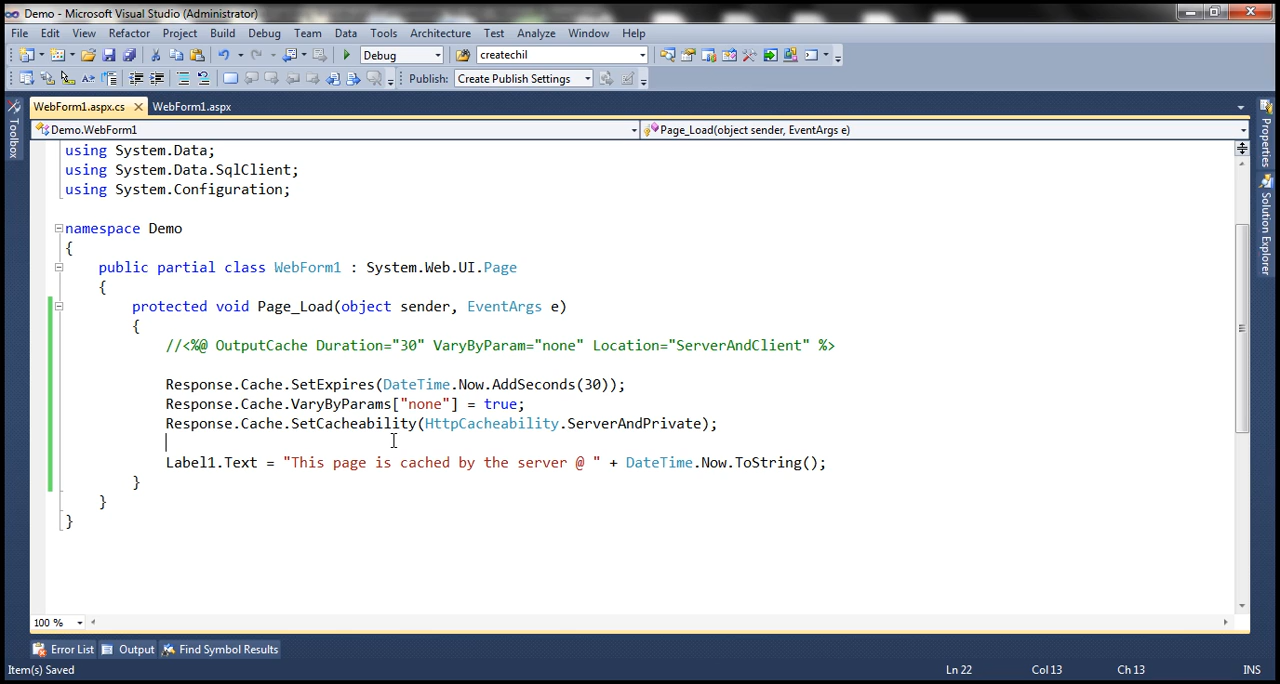 Demo - Microsoft Visual Studio (Administrator)
File Edit View Refactor Project Build Debug Team Data Tools Architecture Test Analyze Window Help
Debug createchil
Publish: Create Publish Settings
WebForm1.aspx.cs WebForm1.aspx
Toolbox
Properties
Solution Explorer
Demo.WebForm1 Page_Load(object sender, EventArgs e)
using System.Data;
using System.Data.SqlClient;
using System.Configuration;
namespace Demo
{
public partial class WebForm1 : System.Web.UI.Page
{
protected void Page_Load(object sender, EventArgs e)
{
//<%@ OutputCache Duration="30" VaryByParam="none" Location="ServerAndClient" %>
Response.Cache.SetExpires(DateTime.Now.AddSeconds(30));
Response.Cache.VaryByParams["none"] = true;
Response.Cache.SetCacheability(HttpCacheability.ServerAndPrivate);
Label1.Text = "This page is cached by the server @ " + DateTime.Now.ToString();
}
}
}
100 %
Error List Output Find Symbol Results
Item(s) Saved Ln 22 Col 13 Ch 13 INS